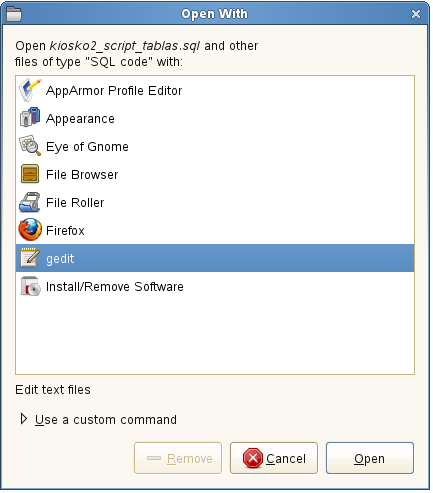 Open With
Open kiosko2_script_tablas.sql and other
files of type "SQL code" with:
AppArmor Profile Editor
Appearance
Eye of Gnome
File Browser
File Roller
Firefox
gedit
Install/Remove Software
Edit text files
Use a custom command
Remove
Cancel
Open